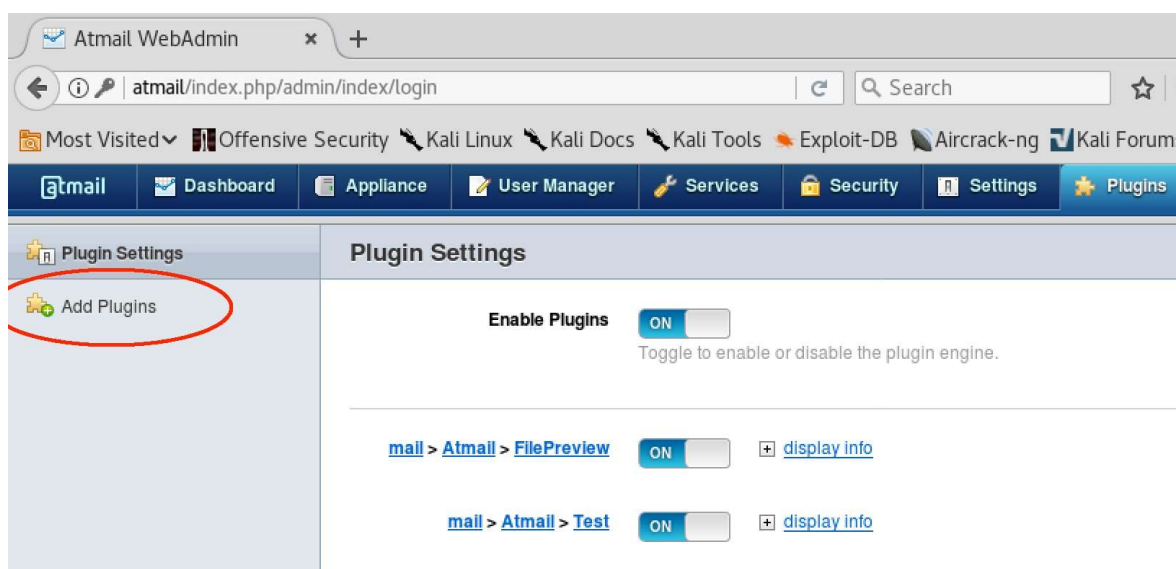 Atmail WebAdmin × +
atmail/index.php/admin/index/login Search
Most Visited Offensive Security Kali Linux Kali Docs Kali Tools Exploit-DB Aircrack-ng Kali Forums
@tmail Dashboard Appliance User Manager Services Security Settings Plugins
Plugin Settings
Add Plugins
Plugin Settings
Enable Plugins ON
Toggle to enable or disable the plugin engine.
mail > Atmail > FilePreview ON + display info
mail > Atmail > Test ON + display info